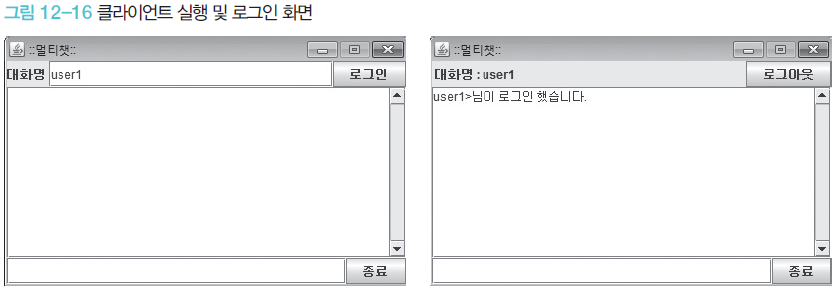 그림 12-16 클라이언트 실행 및 로그인 화면
::멀티챗::
대화명 user1 로그인
종료
::멀티챗::
대화명 : user1 로그아웃
user1>님이 로그인 했습니다.
종료